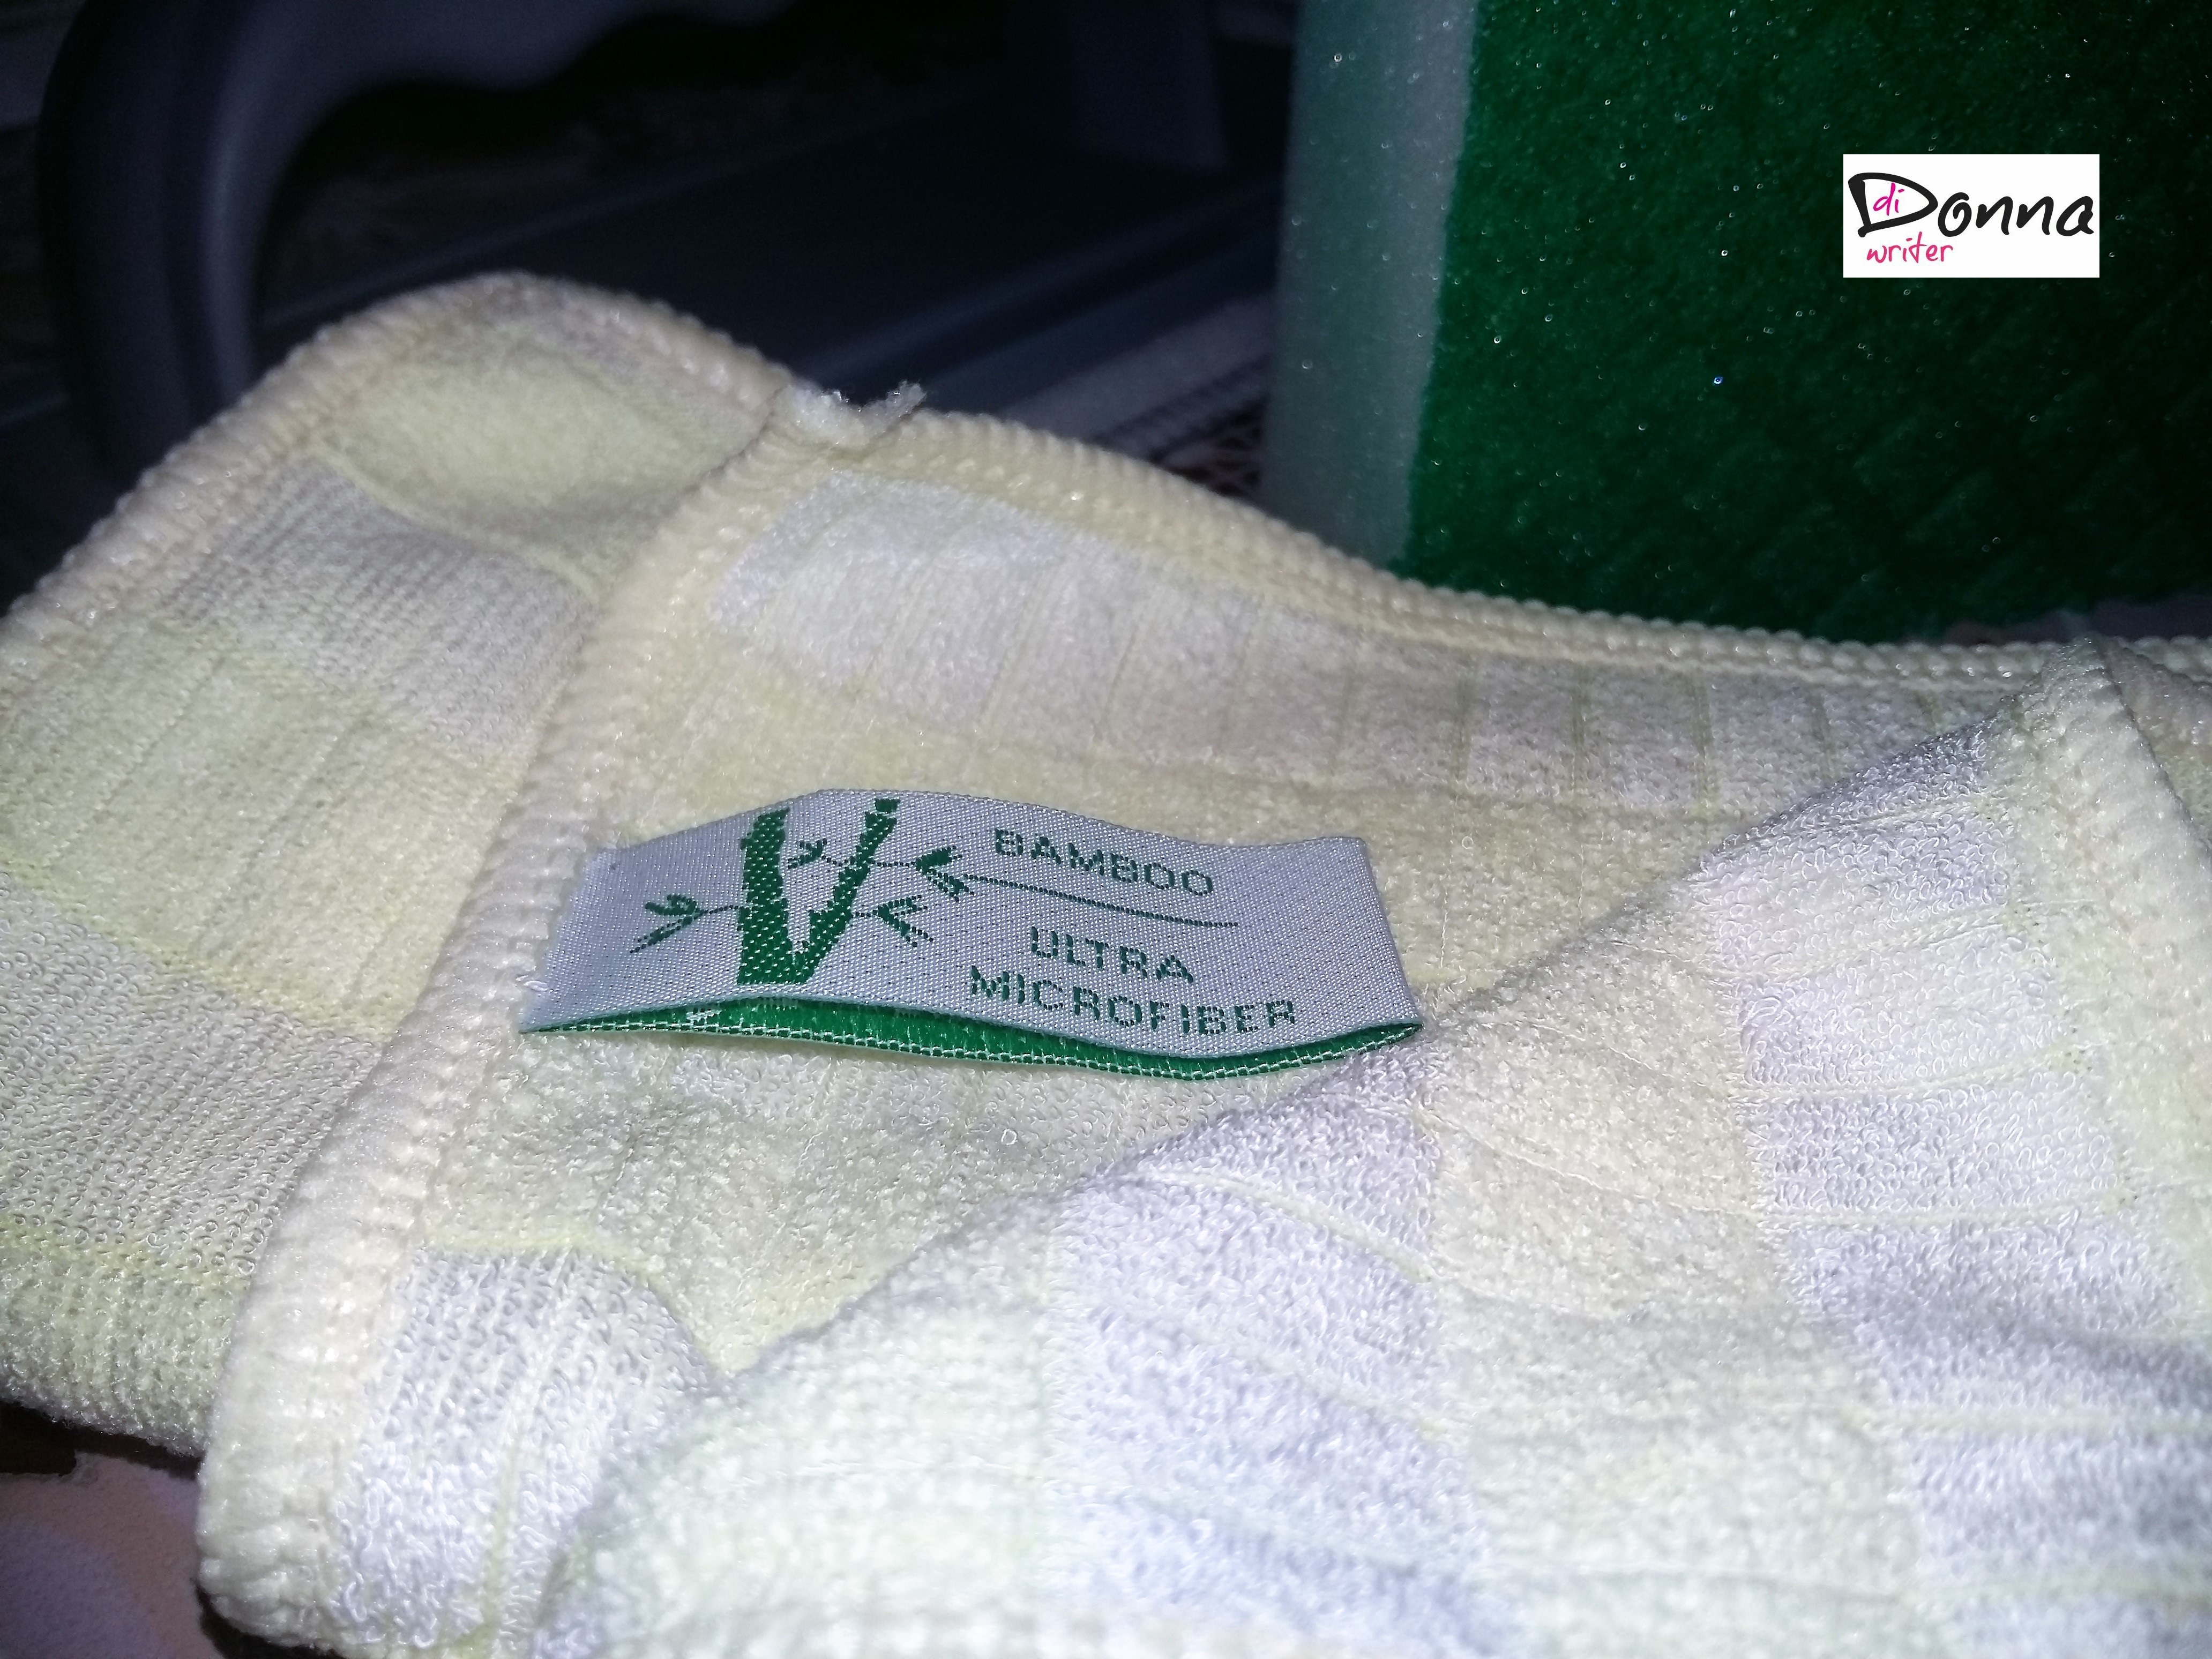 di Donna
writer
BAMBOO
ULTRA
MICROFIBER